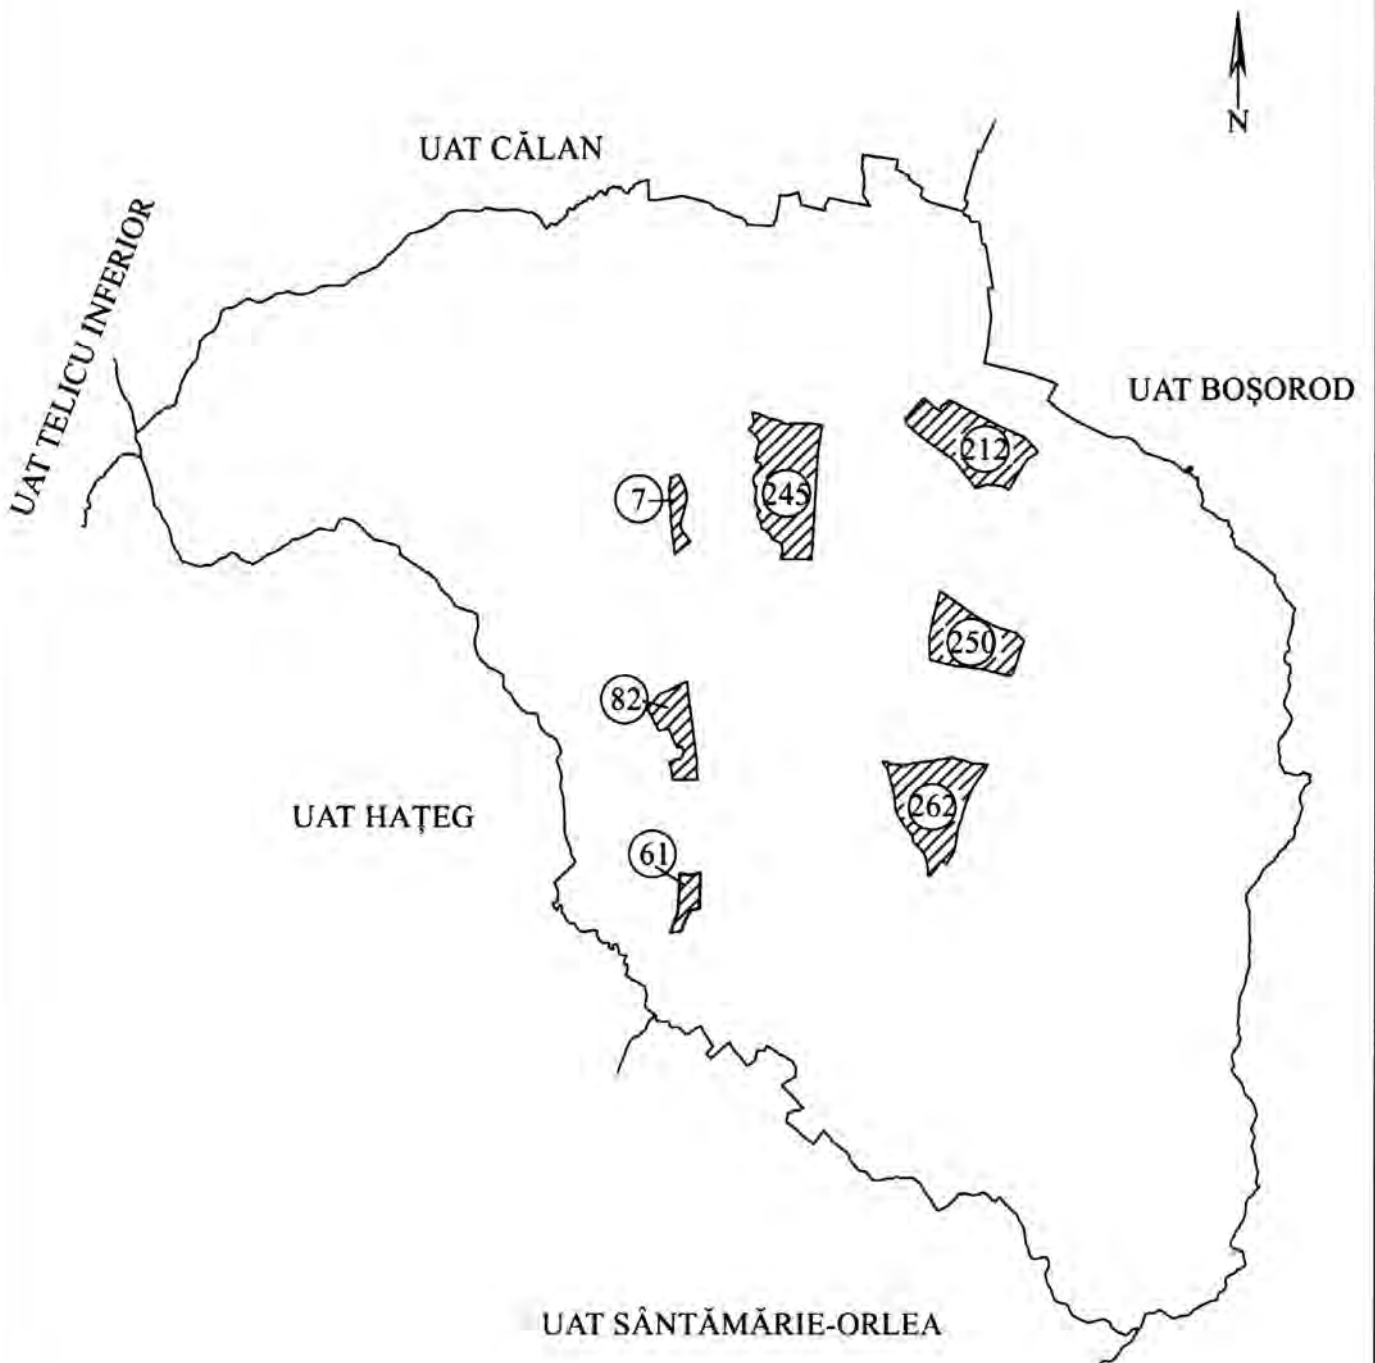 N
UAT CĂLAN
UAT TELICU INFERIOR
UAT BOȘOROD
212
245
7
250
82
262
UAT HAȚEG
61
UAT SÂNTĂMĂRIE-ORLEA